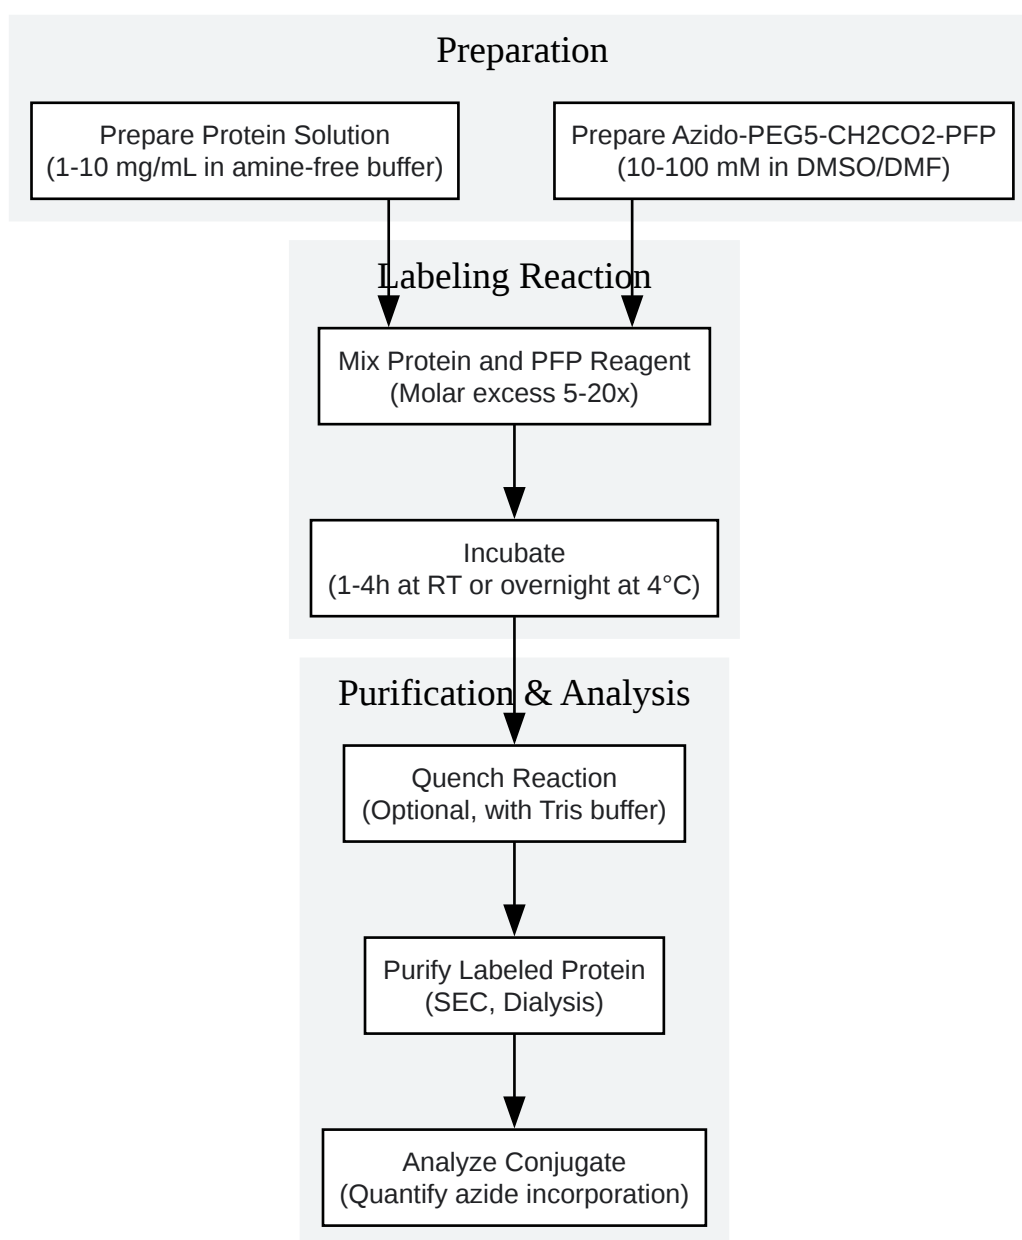 Preparation
Prepare Protein Solution
(1-10 mg/mL in amine-free buffer)
Prepare Azido-PEG5-CH2CO2-PFP
(10-100 mM in DMSO/DMF)
Labeling Reaction
Mix Protein and PFP Reagent
(Molar excess 5-20x)
Incubate
(1-4h at RT or overnight at 4°C)
Purification & Analysis
Quench Reaction
(Optional, with Tris buffer)
Purify Labeled Protein
(SEC, Dialysis)
Analyze Conjugate
(Quantify azide incorporation)